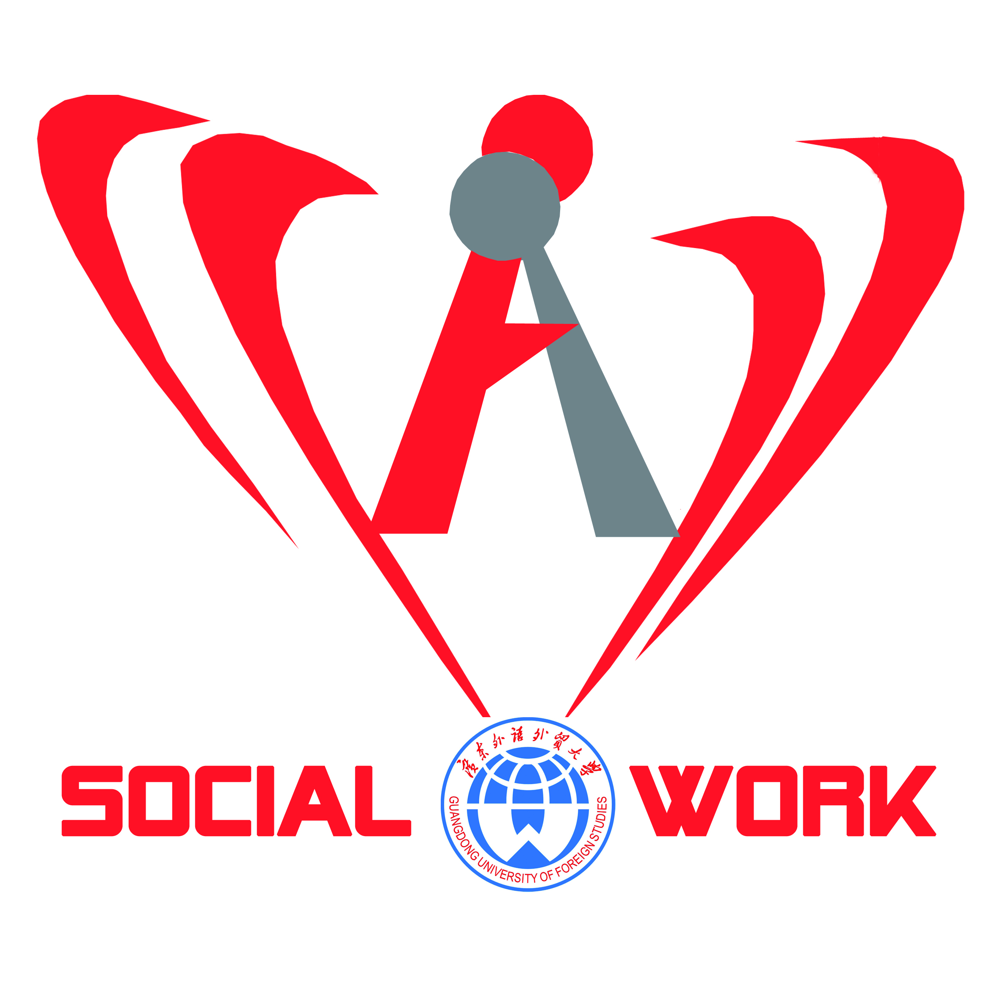 SOCIAL WORK
广东外语外贸大学
GUANGDONG UNIVERSITY OF FOREIGN STUDIES